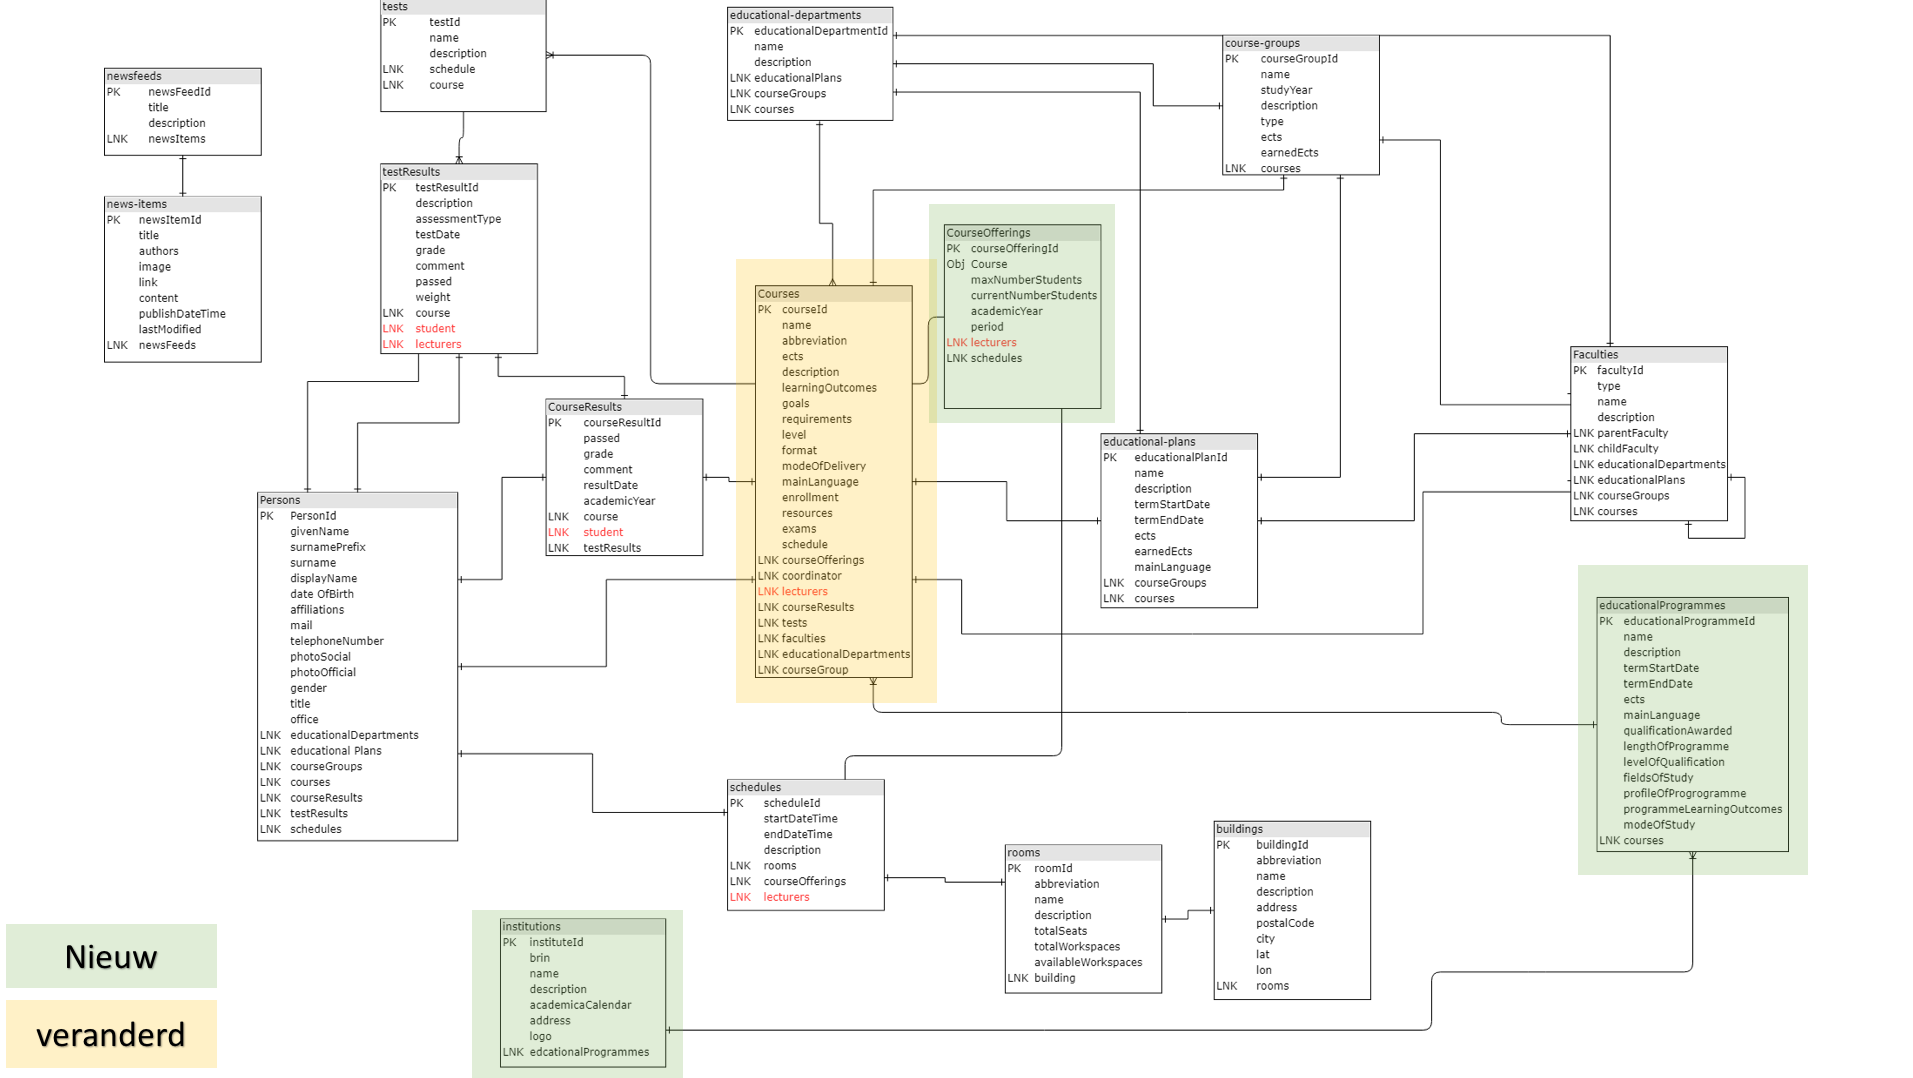 tests
PK testId
name
description
LNK schedule
LNK course
educational-departments
PK educationalDepartmentId
name
description
LNK educationalPlans
LNK courseGroups
LNK courses
course-groups
PK courseGroupId
name
studyYear
description
type
ects
earnedEcts
LNK courses
newsfeeds
PK newsFeedId
title
description
LNK newsItems
testResults
PK testResultId
description
assessmentType
testDate
grade
comment
passed
weight
LNK course
LNK student
LNK lecturers
news-items
PK newsItemId
title
authors
image
link
content
publishDateTime
lastModified
LNK newsFeeds
CourseOfferings
PK courseOfferingId
Obj Course
maxNumberStudents
currentNumberStudents
academicYear
period
LNK lecturers
LNK schedules
Courses
PK courseId
name
abbreviation
ects
description
learningOutcomes
goals
requirements
level
format
modeOfDelivery
mainLanguage
enrollment
resources
exams
schedule
LNK courseOfferings
LNK coordinator
LNK lecturers
LNK courseResults
LNK tests
LNK faculties
LNK educationalDepartments
LNK courseGroup
Faculties
PK facultyId
type
name
description
LNK parentFaculty
LNK childFaculty
LNK educationalDepartments
LNK educationalPlans
LNK courseGroups
LNK courses
CourseResults
PK courseResultId
passed
grade
comment
resultDate
academicYear
LNK course
LNK student
LNK testResults
educational-plans
PK educationalPlanId
name
description
termStartDate
termEndDate
ects
earnedEcts
mainLanguage
LNK courseGroups
LNK courses
Persons
PK PersonId
givenName
surnamePrefix
surname
displayName
date OfBirth
affiliations
mail
telephoneNumber
photoSocial
photoOfficial
gender
title
office
LNK educationalDepartments
LNK educational Plans
LNK courseGroups
LNK courses
LNK courseResults
LNK testResults
LNK schedules
educationalProgrammes
PK educationalProgrammeId
name
description
termStartDate
termEndDate
ects
mainLanguage
qualificationAwarded
lengthOfProgramme
levelOfQualification
fieldsOfStudy
profileOfProgrogramme
programmeLearningOutcomes
modeOfStudy
LNK courses
schedules
PK scheduleId
startDateTime
endDateTime
description
LNK rooms
LNK courseOfferings
LNK lecturers
rooms
PK roomId
abbreviation
name
description
totalSeats
totalWorkspaces
availableWorkspaces
LNK building
buildings
PK buildingId
abbreviation
name
description
address
postalCode
city
lat
lon
LNK rooms
institutions
PK instituteId
brin
name
description
academicaCalendar
address
logo
LNK edcationalProgrammes
Nieuw
veranderd